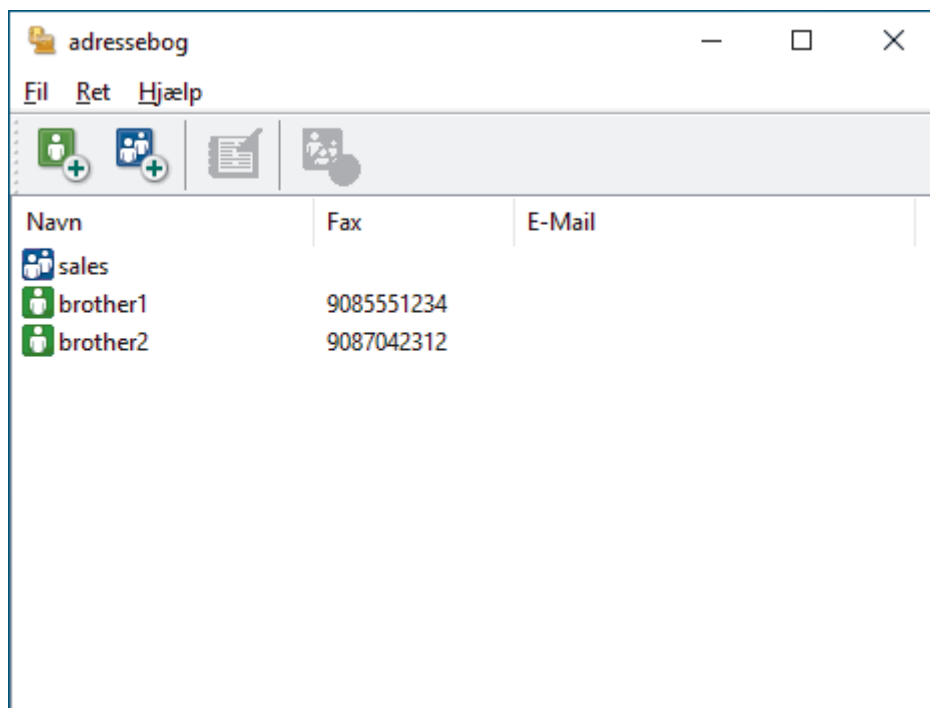 adressebog
Fil Ret Hjælp
Navn Fax E-Mail
sales
brother1 9085551234
brother2 9087042312